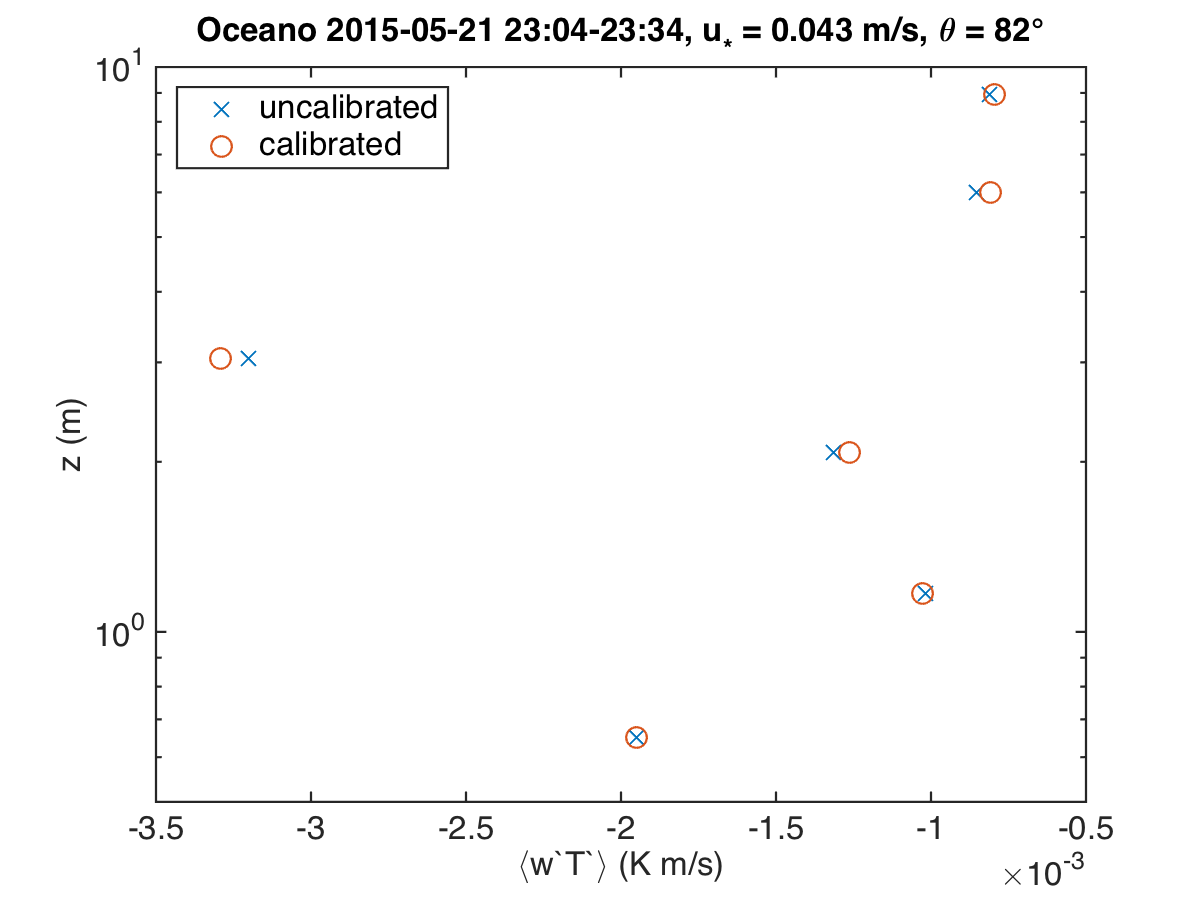 Oceano 2015-05-21 23:04-23:34, u* = 0.043 m/s, θ = 82°
10¹
uncalibrated
calibrated
z (m)
10⁰
-3.5 -3 -2.5 -2 -1.5 -1 -0.5
⟨w`T`⟩ (K m/s)
×10⁻³